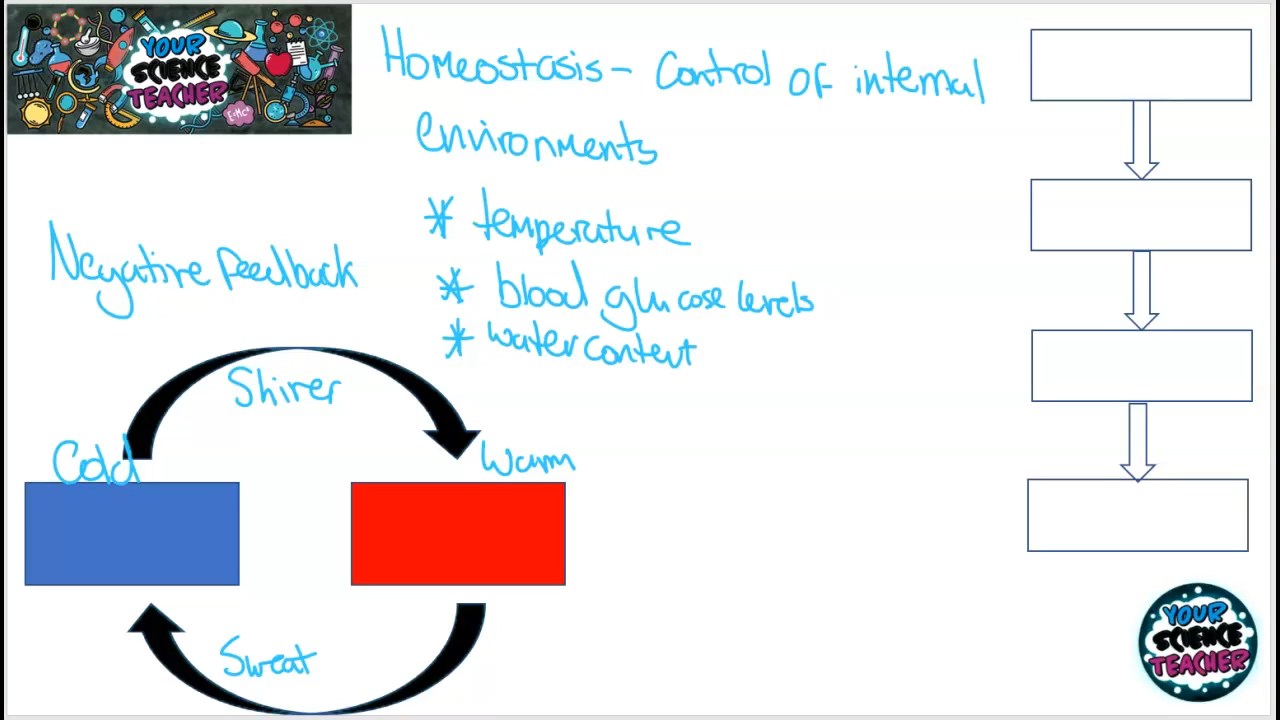 YOUR
SCIENCE
TEACHER
E=MC²
Homeostasis - Control of internal
environments
* temperature
* blood glucose levels
* water content
Negative feedback
Shiver
Cold
Warm
Sweat
YOUR
SCIENCE
TEACHER